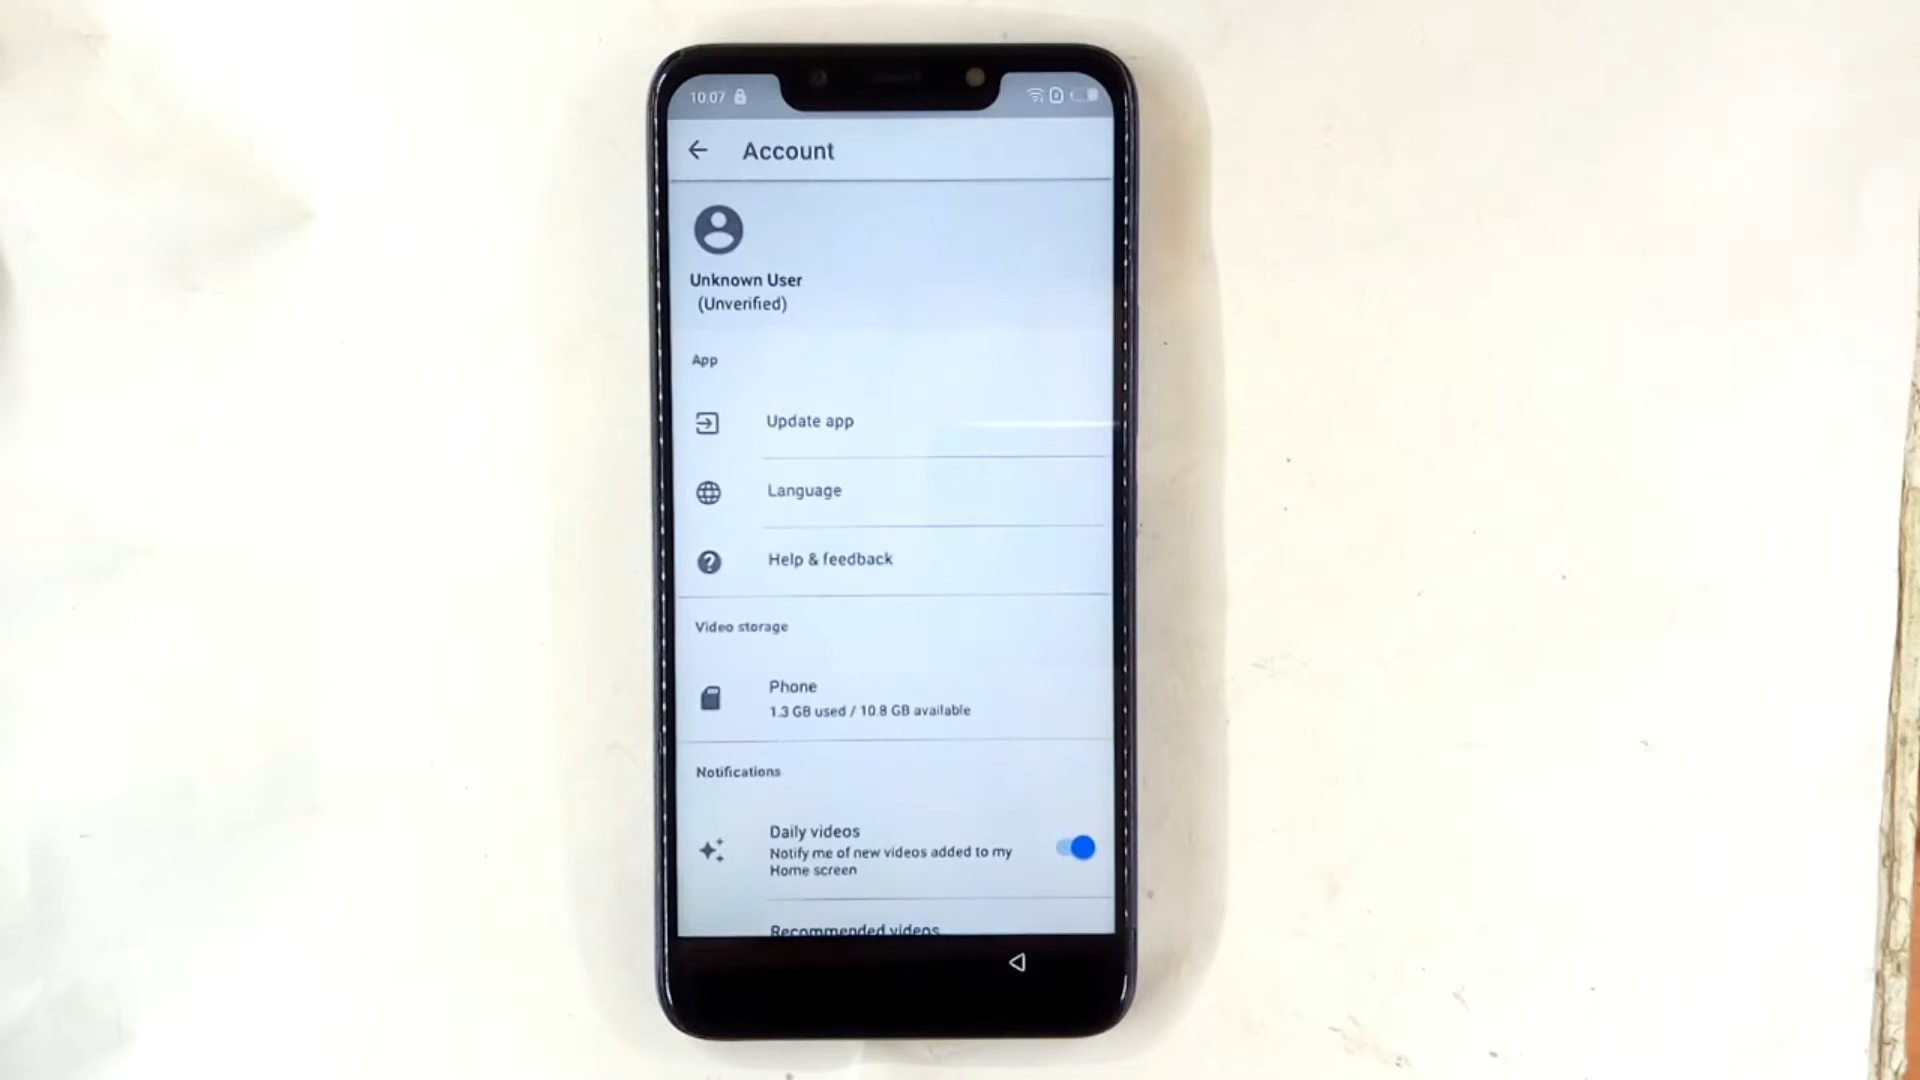 10:07
Account
Unknown User
(Unverified)
App
Update app
Language
Help & feedback
Video storage
Phone
1.3 GB used / 10.8 GB available
Notifications
Daily videos
Notify me of new videos added to my
Home screen
Recommended videos